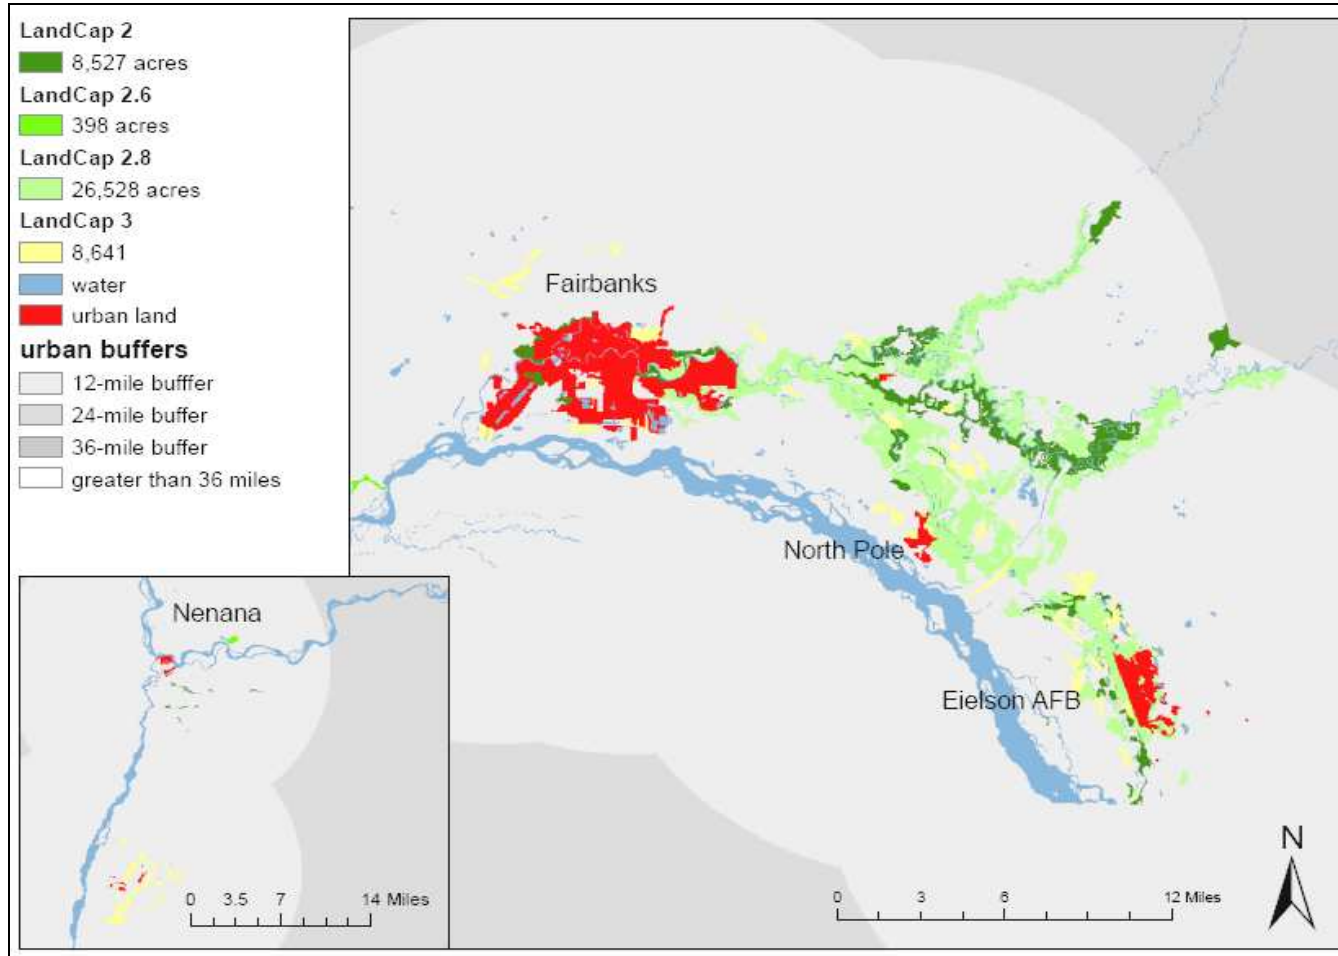 LandCap 2
8,527 acres
LandCap 2.6
398 acres
LandCap 2.8
26,528 acres
LandCap 3
8,641
water
urban land
urban buffers
12-mile bufffer
24-mile buffer
36-mile buffer
greater than 36 miles
Fairbanks
North Pole
Eielson AFB
Nenana
0 3.5 7 14 Miles
0 3 6 12 Miles
N